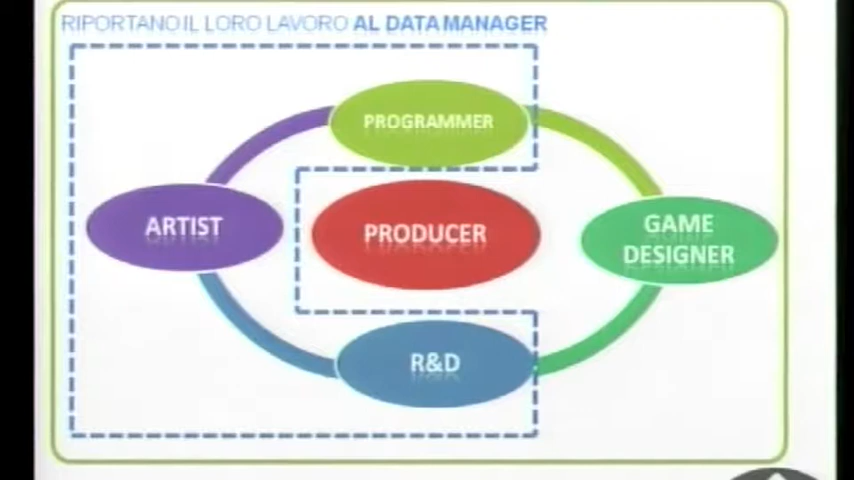 RIPORTANO IL LORO LAVORO AL DATA MANAGER
PROGRAMMER
ARTIST
PRODUCER
GAME
DESIGNER
R&D